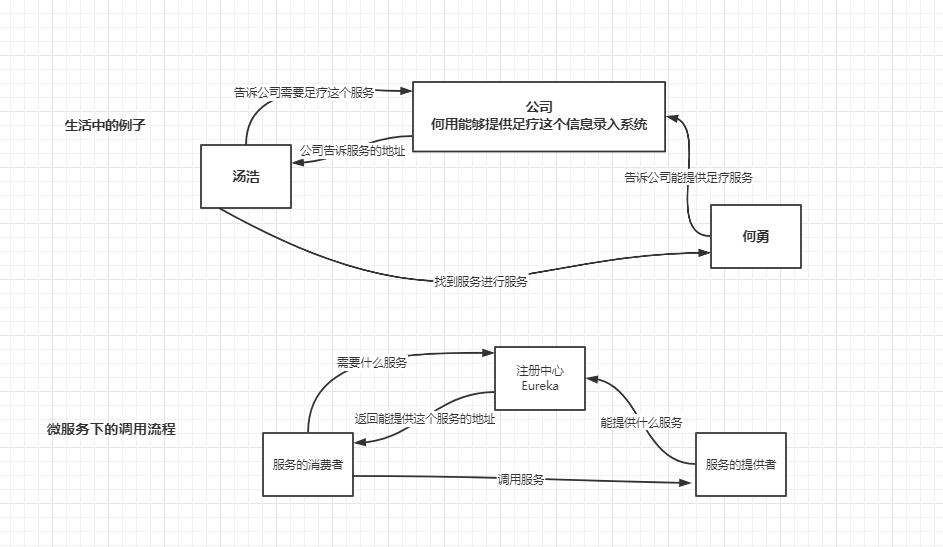 告诉公司需要足疗这个服务
公司
何用能够提供足疗这个信息录入系统
生活中的例子
公司告诉服务的地址
汤浩
告诉公司能提供足疗服务
何勇
找到服务进行服务
需要什么服务
注册中心
Eureka
返回能提供这个服务的地址
能提供什么服务
微服务下的调用流程
服务的消费者
服务的提供者
调用服务